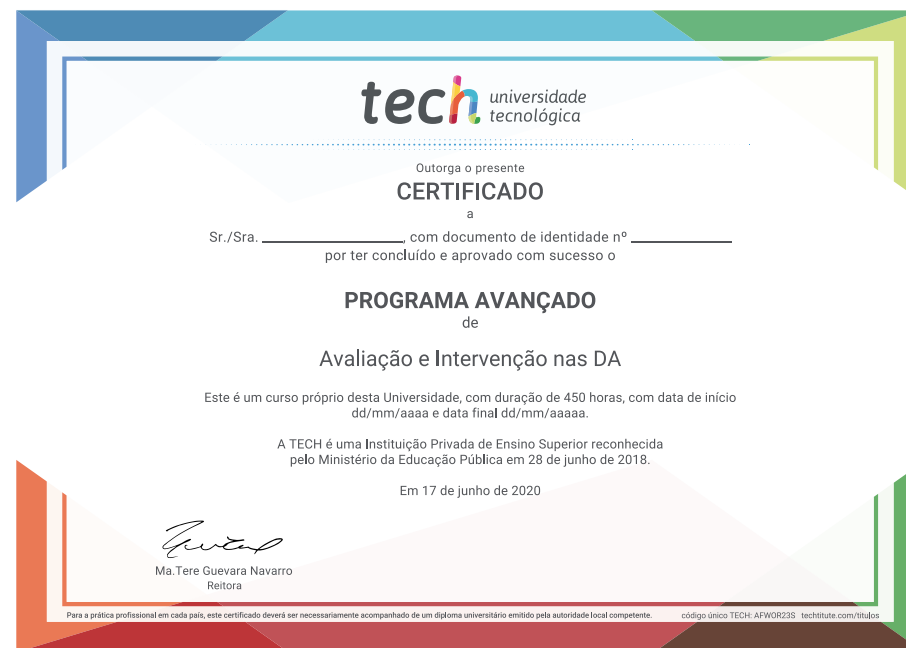 tech universidade
tecnológica
Outorga o presente
CERTIFICADO
a
Sr./Sra. ____________, com documento de identidade nº ____________
por ter concluído e aprovado com sucesso o
PROGRAMA AVANÇADO
de
Avaliação e Intervenção nas DA
Este é um curso próprio desta Universidade, com duração de 450 horas, com data de início
dd/mm/aaaa e data final dd/mm/aaaaa.
A TECH é uma Instituição Privada de Ensino Superior reconhecida
pelo Ministério da Educação Pública em 28 de junho de 2018.
Em 17 de junho de 2020
Ma.Tere Guevara Navarro
Reitora
Para a prática profissional em cada país, este certificado deverá ser necessariamente acompanhado de um diploma universitário emitido pela autoridade local competente. código único TECH: AFWOR23S techtitute.com/titulos